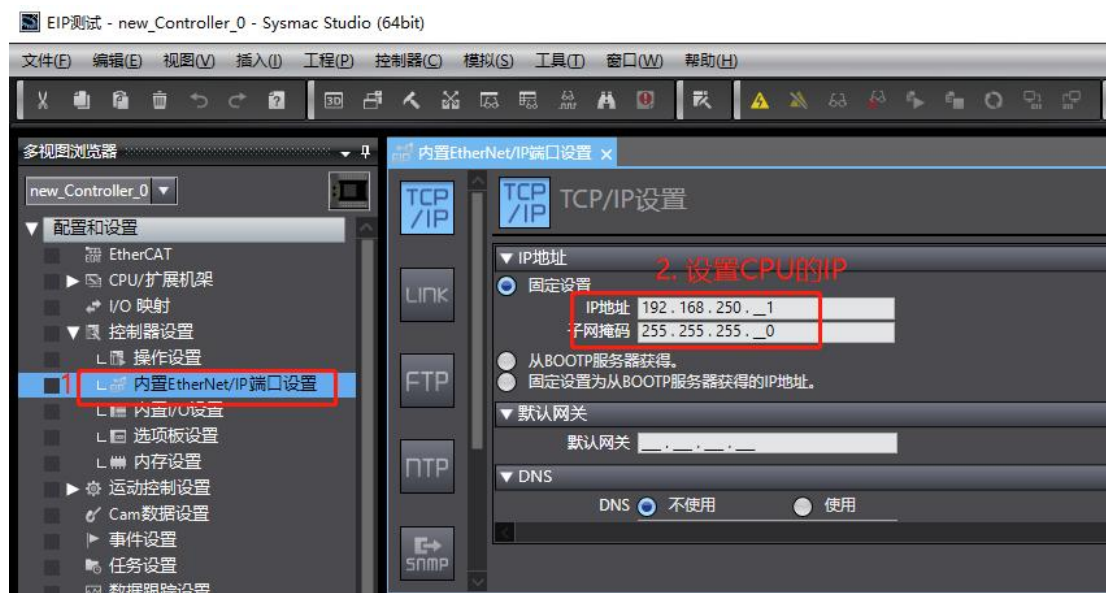 EIP测试 - new_Controller_0 - Sysmac Studio (64bit)
文件(F) 编辑(E) 视图(V) 插入(I) 工程(P) 控制器(C) 模拟(S) 工具(T) 窗口(W) 帮助(H)
多视图浏览器
new_Controller_0
配置和设置
EtherCAT
CPU/扩展机架
I/O 映射
控制器设置
操作设置
1 内置EtherNet/IP端口设置
内置I/O设置
选项板设置
内存设置
运动控制设置
Cam数据设置
事件设置
任务设置
数据跟踪设置
内置EtherNet/IP端口设置
TCP/IP
LINK
FTP
NTP
SNMP
TCP/IP TCP/IP设置
IP地址
2. 设置CPU的IP
固定设置
IP地址 192.168.250.__1
子网掩码 255.255.255.__0
从BOOTP服务器获得。
固定设置为从BOOTP服务器获得的IP地址。
默认网关
默认网关 __.__.__.__
DNS
DNS 不使用 使用